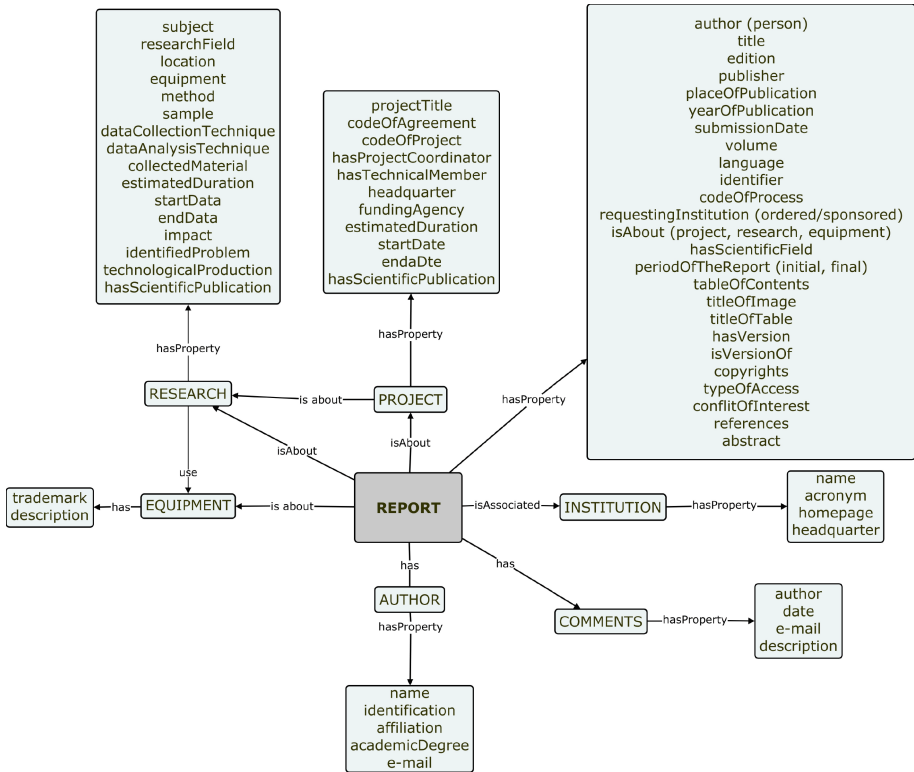 subject
researchField
location
equipment
method
sample
dataCollectionTechnique
dataAnalysisTechnique
collectedMaterial
estimatedDuration
startData
endData
impact
identifiedProblem
technologicalProduction
hasScientificPublication
projectTitle
codeOfAgreement
codeOfProject
hasProjectCoordinator
hasTechnicalMember
headquarter
fundingAgency
estimatedDuration
startDate
endaDte
hasScientificPublication
author (person)
title
edition
publisher
placeOfPublication
yearOfPublication
submissionDate
volume
language
identifier
codeOfProcess
requestingInstitution (ordered/sponsored)
isAbout (project, research, equipment)
hasScientificField
periodOfTheReport (initial, final)
tableOfContents
titleOfImage
titleOfTable
hasVersion
isVersionOf
copyrights
typeOfAccess
conflitOfInterest
references
abstract
hasProperty
hasProperty
hasProperty
RESEARCH
is about
PROJECT
isAbout
isAbout
use
trademark
description
has
EQUIPMENT
is about
REPORT
isAssociated
INSTITUTION
hasProperty
name
acronym
homepage
headquarter
has
has
AUTHOR
hasProperty
COMMENTS
hasProperty
author
date
e-mail
description
name
identification
affiliation
academicDegree
e-mail